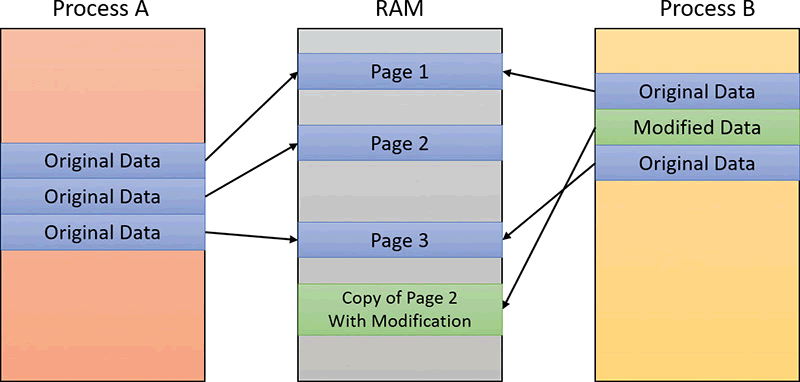 Process A
RAM
Process B
Page 1
Original Data
Modified Data
Page 2
Original Data
Original Data
Original Data
Original Data
Page 3
Copy of Page 2
With Modification